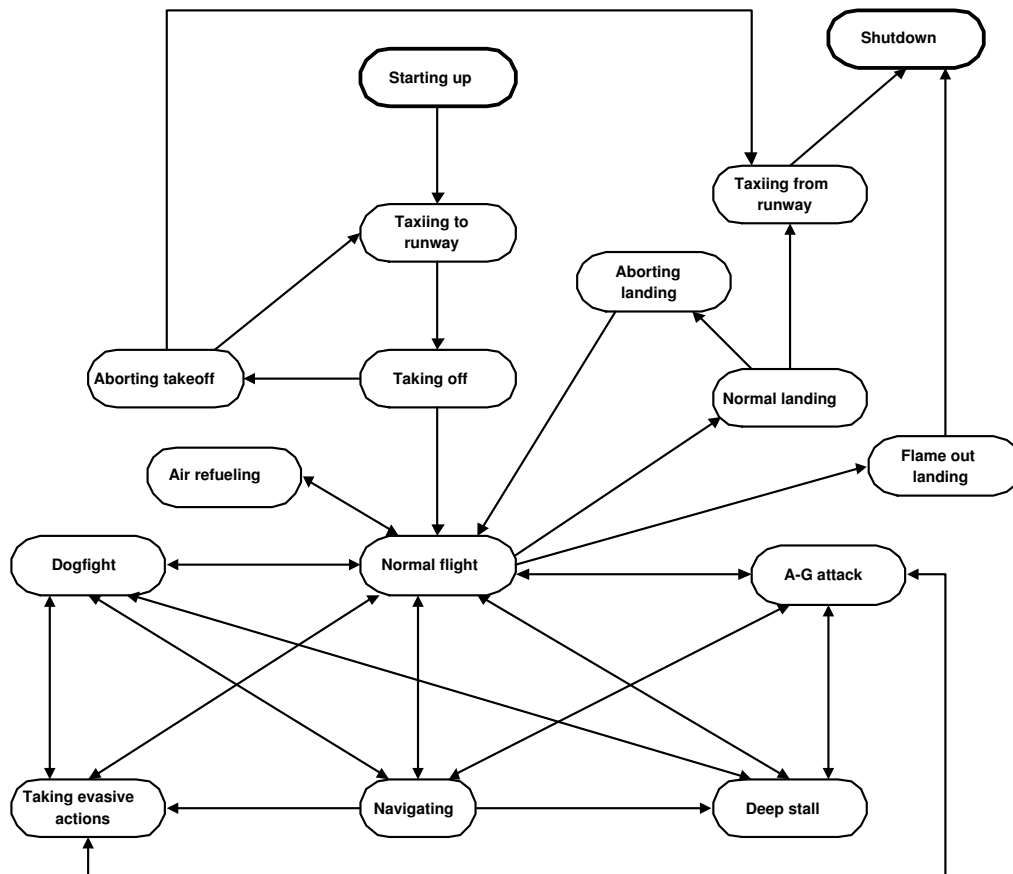 Shutdown
Starting up
Taxiing from
runway
Taxiing to
runway
Aborting
landing
Aborting takeoff
Taking off
Normal landing
Air refueling
Flame out
landing
Dogfight
Normal flight
A-G attack
Taking evasive
actions
Navigating
Deep stall